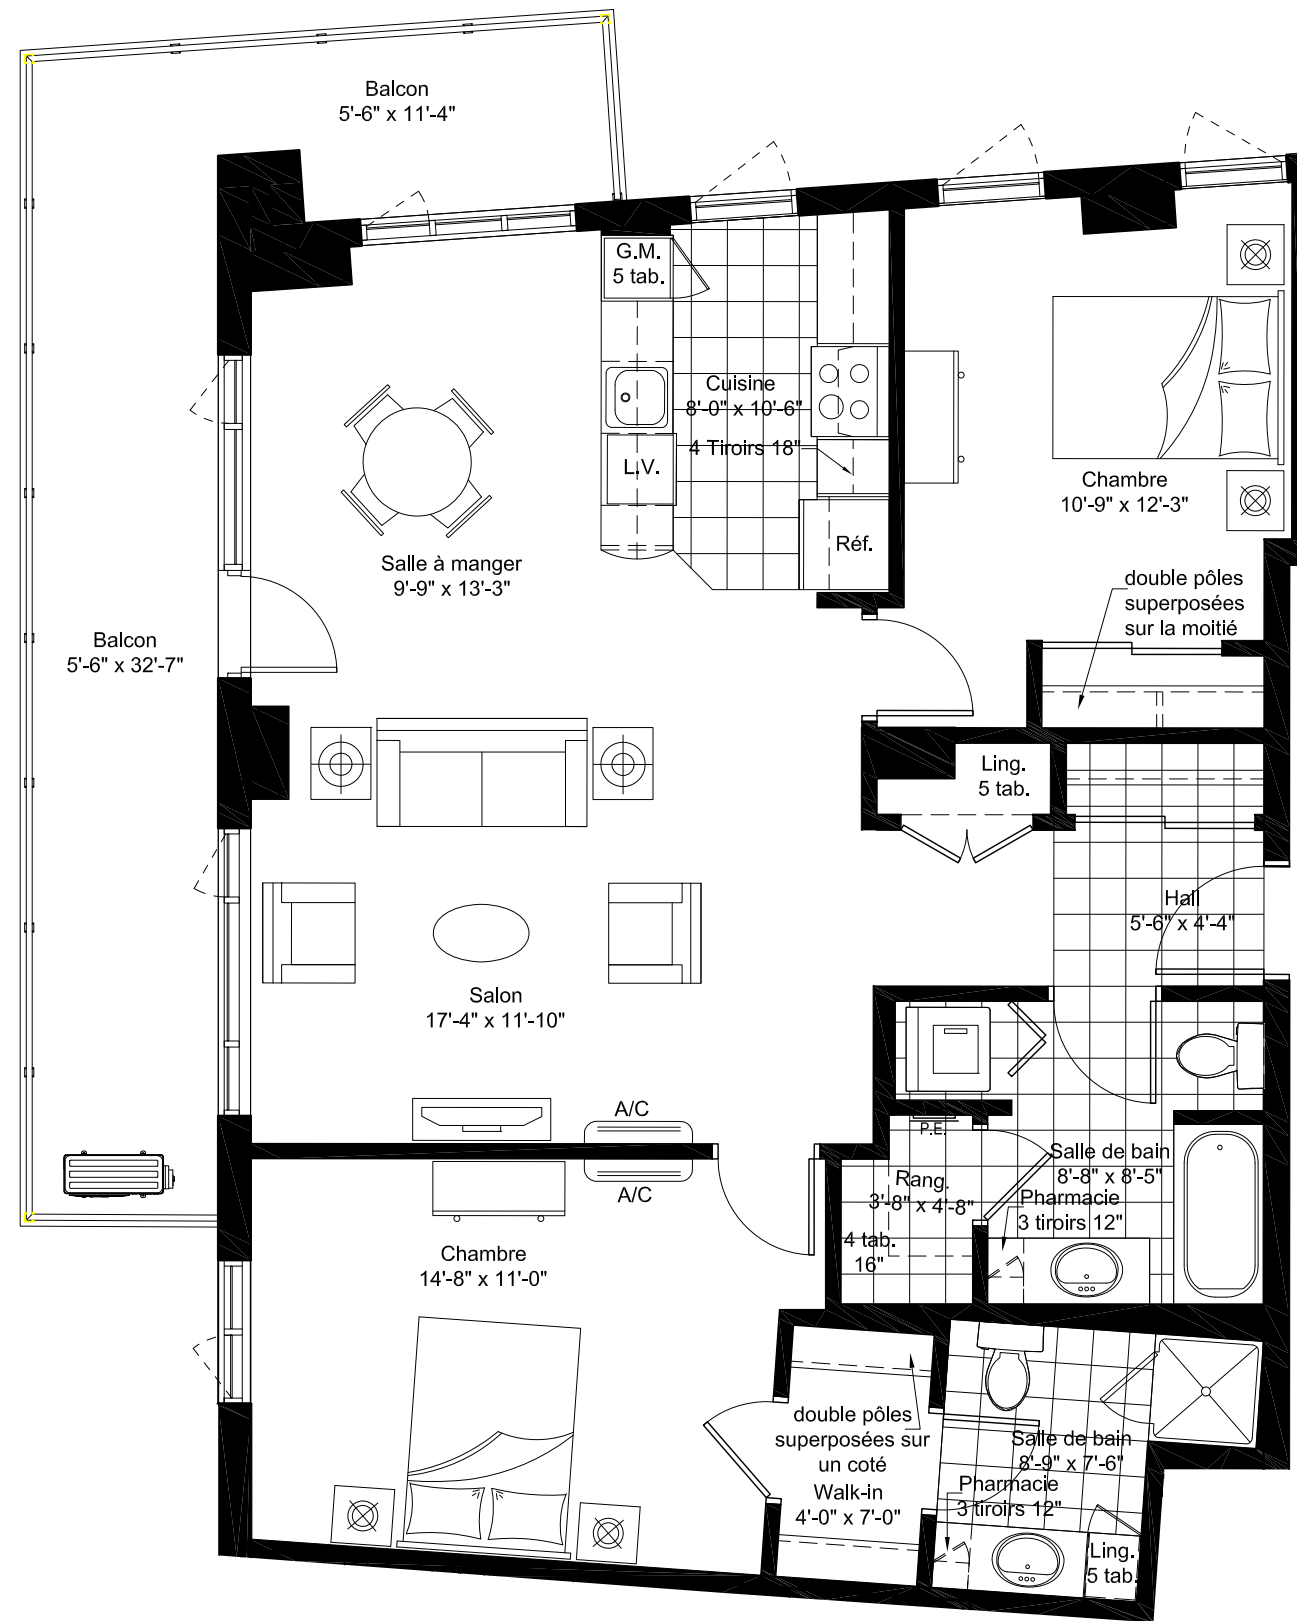 Balcon
5'-6" x 11'-4"
G.M.
5 tab.
Cuisine
8'-0" x 10'-6"
4 Tiroirs 18"
L.V.
Réf.
Chambre
10'-9" x 12'-3"
Salle à manger
9'-9" x 13'-3"
double pôles
superposées
sur la moitié
Balcon
5'-6" x 32'-7"
Ling.
5 tab.
Hall
5'-6" x 4'-4"
Salon
17'-4" x 11'-10"
A/C
A/C
P.E.
Salle de bain
8'-8" x 8'-5"
Rang.
3'-8" x 4'-8"
Pharmacie
3 tiroirs 12"
4 tab.
16"
Chambre
14'-8" x 11'-0"
double pôles
superposées sur
un coté
Walk-in
4'-0" x 7'-0"
Salle de bain
8'-9" x 7'-6"
Pharmacie
3 tiroirs 12"
Ling.
5 tab.